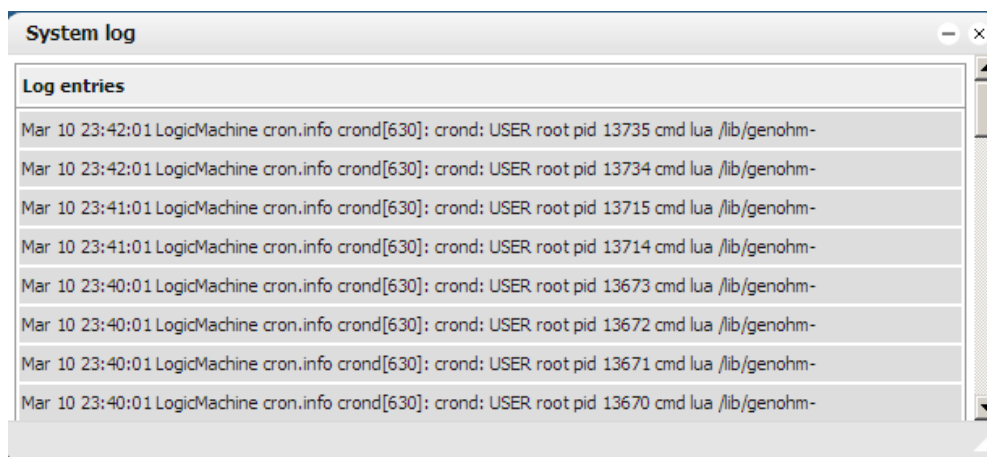 System log
Log entries
Mar 10 23:42:01 LogicMachine cron.info crond[630]: crond: USER root pid 13735 cmd lua /lib/genohm-
Mar 10 23:42:01 LogicMachine cron.info crond[630]: crond: USER root pid 13734 cmd lua /lib/genohm-
Mar 10 23:41:01 LogicMachine cron.info crond[630]: crond: USER root pid 13715 cmd lua /lib/genohm-
Mar 10 23:41:01 LogicMachine cron.info crond[630]: crond: USER root pid 13714 cmd lua /lib/genohm-
Mar 10 23:40:01 LogicMachine cron.info crond[630]: crond: USER root pid 13673 cmd lua /lib/genohm-
Mar 10 23:40:01 LogicMachine cron.info crond[630]: crond: USER root pid 13672 cmd lua /lib/genohm-
Mar 10 23:40:01 LogicMachine cron.info crond[630]: crond: USER root pid 13671 cmd lua /lib/genohm-
Mar 10 23:40:01 LogicMachine cron.info crond[630]: crond: USER root pid 13670 cmd lua /lib/genohm-